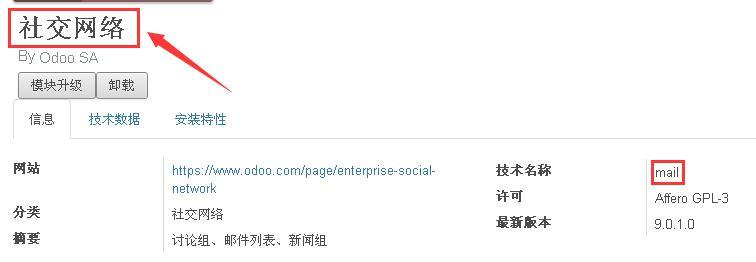 社交网络
By Odoo SA
模块升级 卸载
信息 技术数据 安装特性
网站 https://www.odoo.com/page/enterprise-social-network
技术名称 mail
许可 Affero GPL-3
分类 社交网络
最新版本 9.0.1.0
摘要 讨论组、邮件列表、新闻组